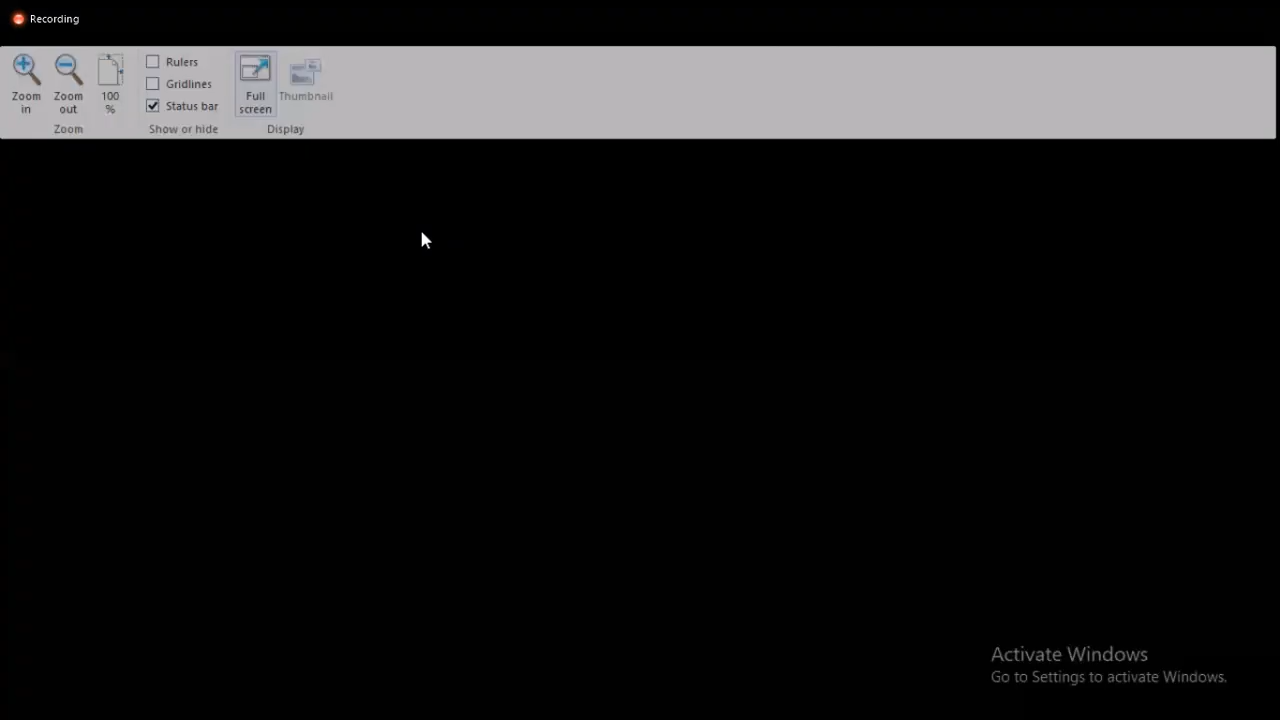 Recording
Zoom in
Zoom out
100 %
Rulers
Gridlines
Status bar
Full screen
Thumbnail
Zoom
Show or hide
Display
Activate Windows
Go to Settings to activate Windows.